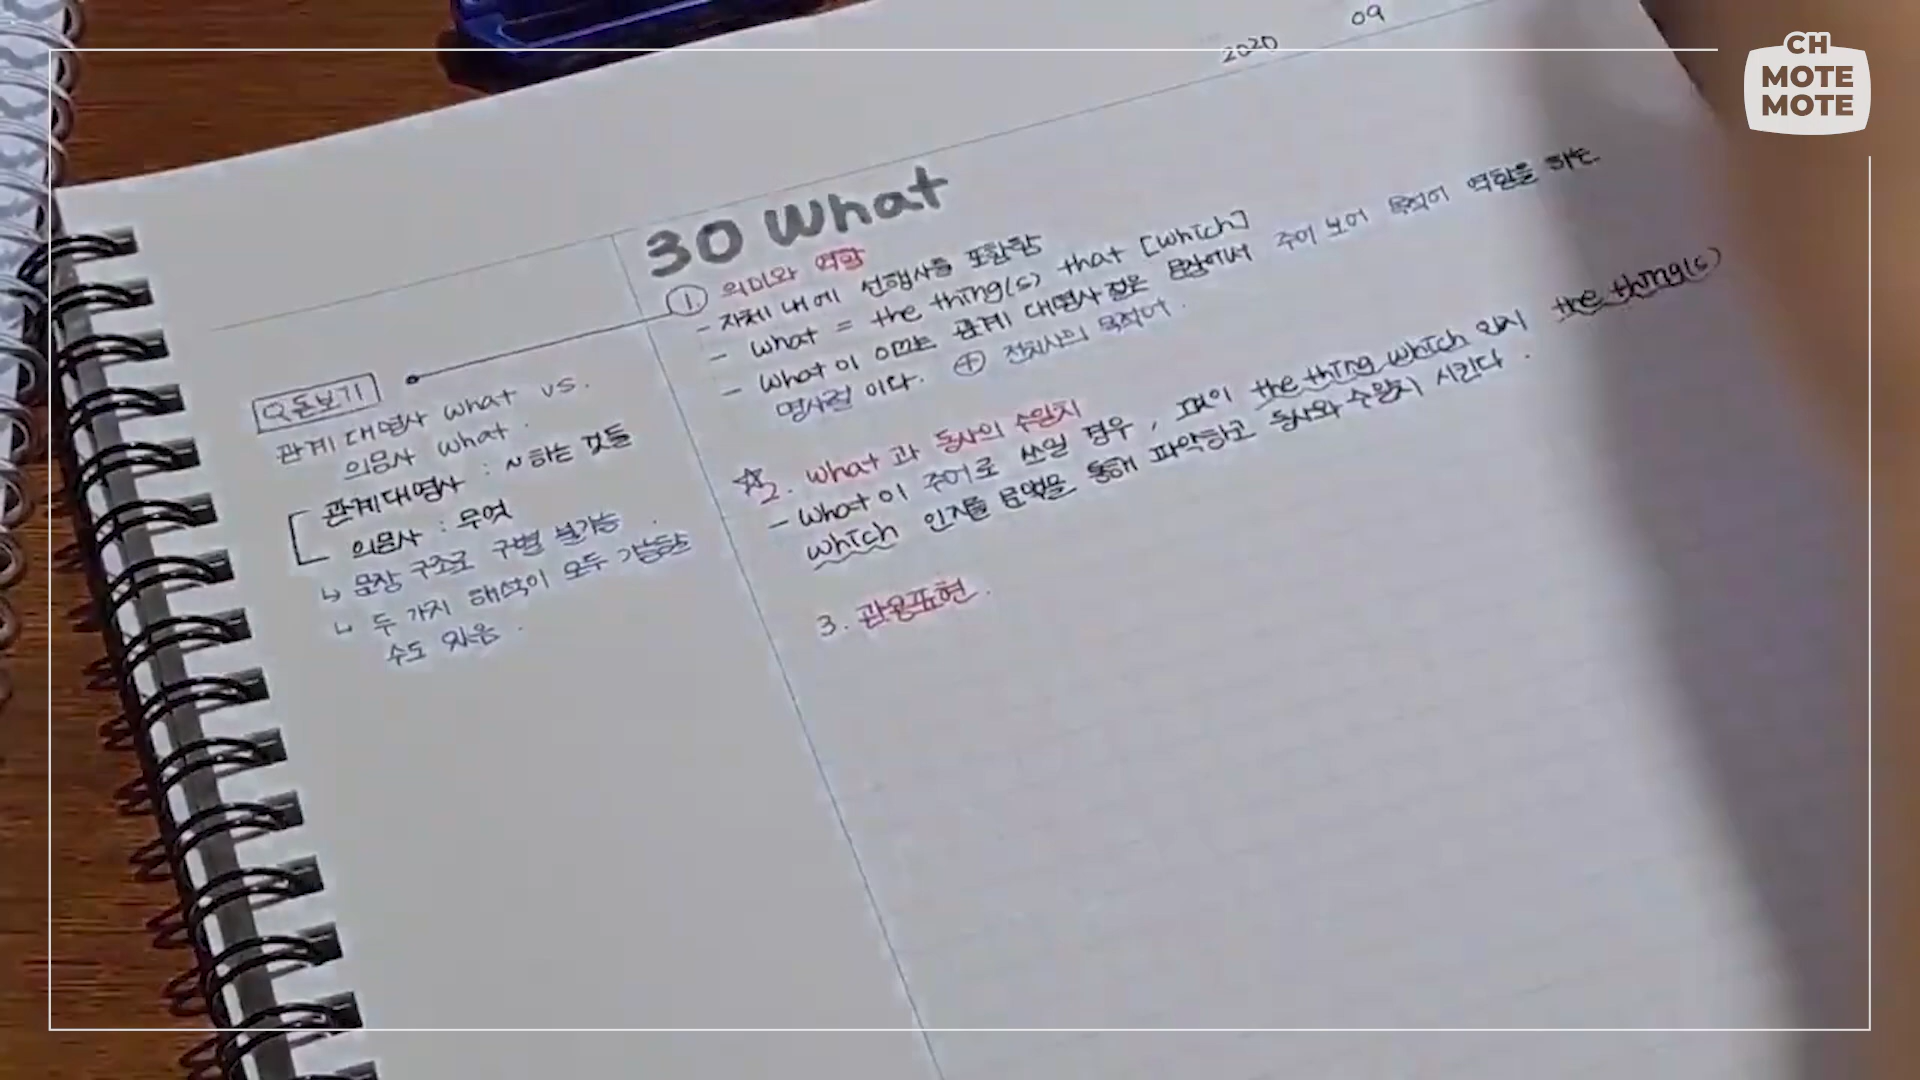 CH
MOTE
MOTE
2020 09
30 What
① 의미와 역할
- 자체 내에 선행사를 포함함
- what = the thing(s) that [which]
- what이 이끄는 관계대명사절은 문장에서 주어 보어 목적어 역할을 하는
명사절이다. ⊕ 전치사의 목적어.
☆2. what과 동사의 수일치
- what이 주어로 쓰일 경우, the thing which 인지 the thing(s)
which 인지를 문맥을 통해 파악하고 동사와 수일치 시킨다.
3. 관용표현.
돋보기
관계대명사 what vs.
의문사 what.
관계대명사 : ~하는 것들
의문사 : 무엇
↳ 문장 구조로 구별 불가능.
↳ 두 가지 해석이 모두 가능할
수도 있음.